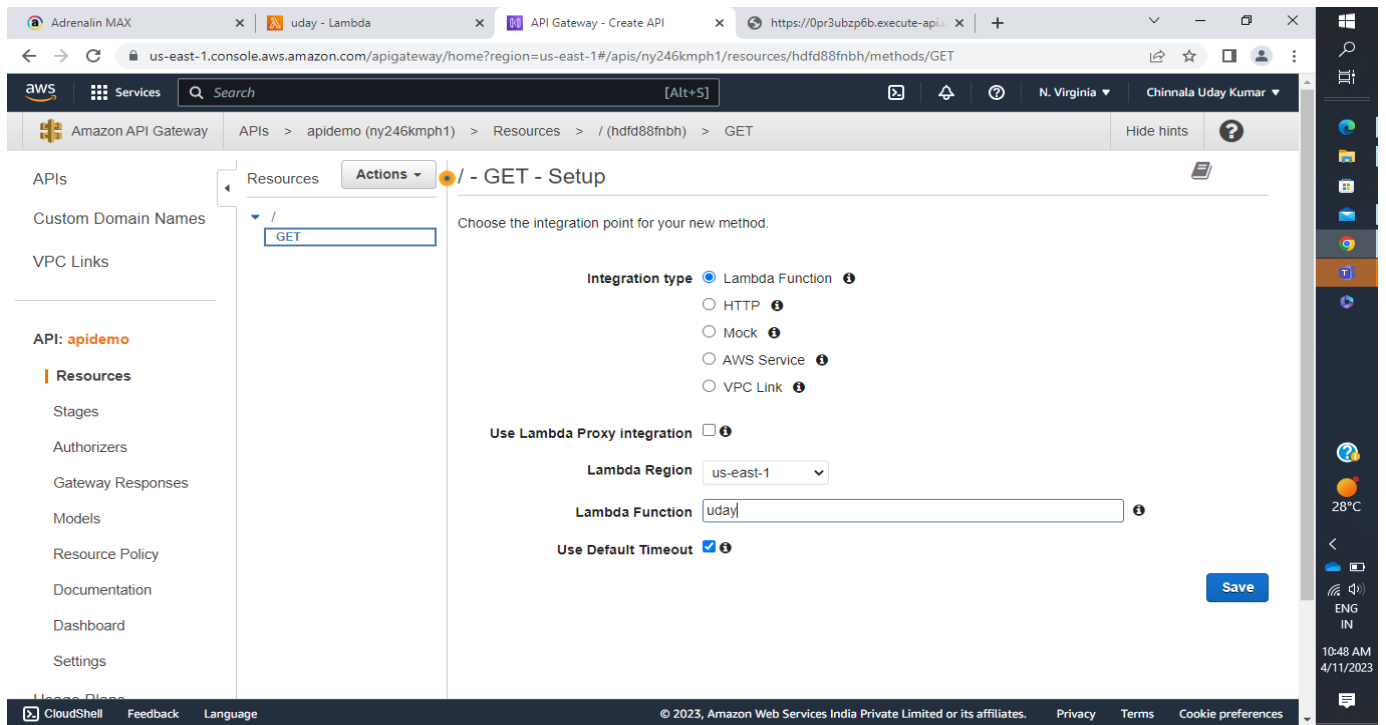 Adrenalin MAX
uday - Lambda
API Gateway - Create API
https://0pr3ubzp6b.execute-api.u
us-east-1.console.aws.amazon.com/apigateway/home?region=us-east-1#/apis/ny246kmph1/resources/hdfd88fnbh/methods/GET
aws
Services
Search
[Alt+S]
N. Virginia
Chinnala Uday Kumar
Amazon API Gateway
APIs > apidemo (ny246kmph1) > Resources > / (hdfd88fnbh) > GET
Hide hints
APIs
Custom Domain Names
VPC Links
API: apidemo
Resources
Stages
Authorizers
Gateway Responses
Models
Resource Policy
Documentation
Dashboard
Settings
Usage Plans
Resources
Actions
/
GET
/ - GET - Setup
Choose the integration point for your new method.
Integration type
Lambda Function
HTTP
Mock
AWS Service
VPC Link
Use Lambda Proxy integration
Lambda Region
us-east-1
Lambda Function
uday
Use Default Timeout
Save
CloudShell
Feedback
Language
© 2023, Amazon Web Services India Private Limited or its affiliates.
Privacy
Terms
Cookie preferences
28°C
ENG
IN
10:48 AM
4/11/2023